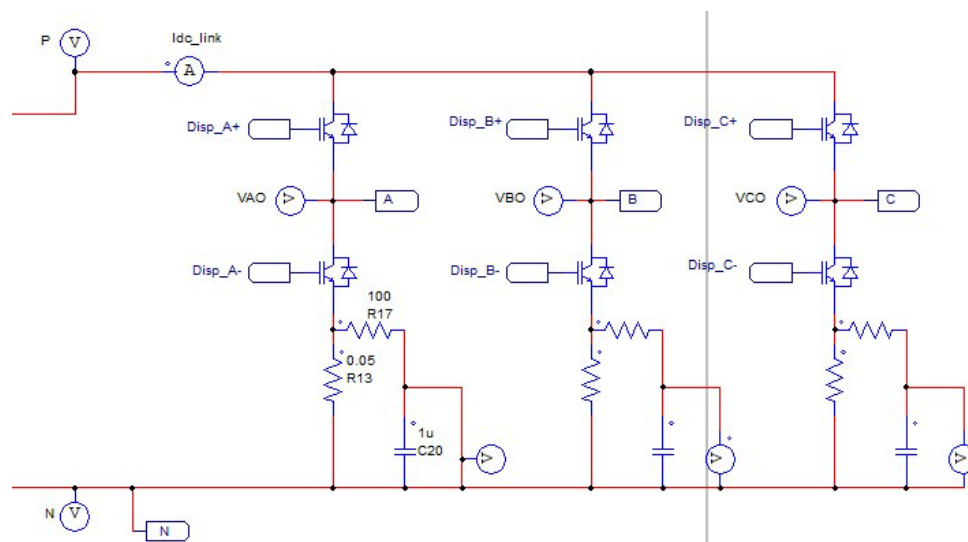 Idc_link
P V
A
Disp_A+
Disp_B+
Disp_C+
VAO V A
VBO V B
VCO V C
Disp_A-
Disp_B-
Disp_C-
100
R17
0.05
R13
1u
C20
V
V
V
N V
N